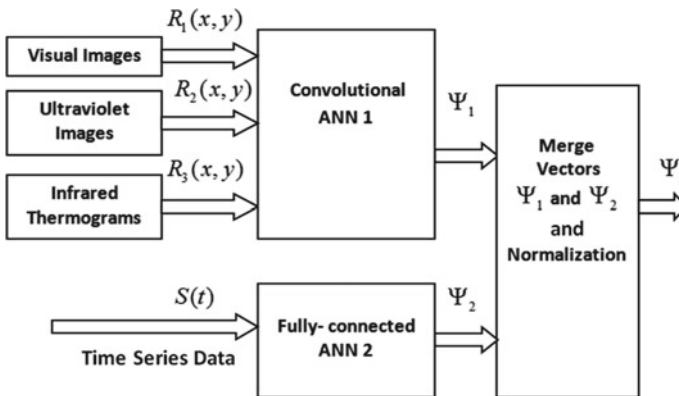 R₁(x, y)
Visual Images
R₂(x, y)
Ultraviolet
Images
R₃(x, y)
Infrared
Thermograms
Convolutional
ANN 1
Ψ₁
S(t)
Time Series Data
Fully- connected
ANN 2
Ψ₂
Merge
Vectors
Ψ₁ and Ψ₂
and
Normalization
Ψ